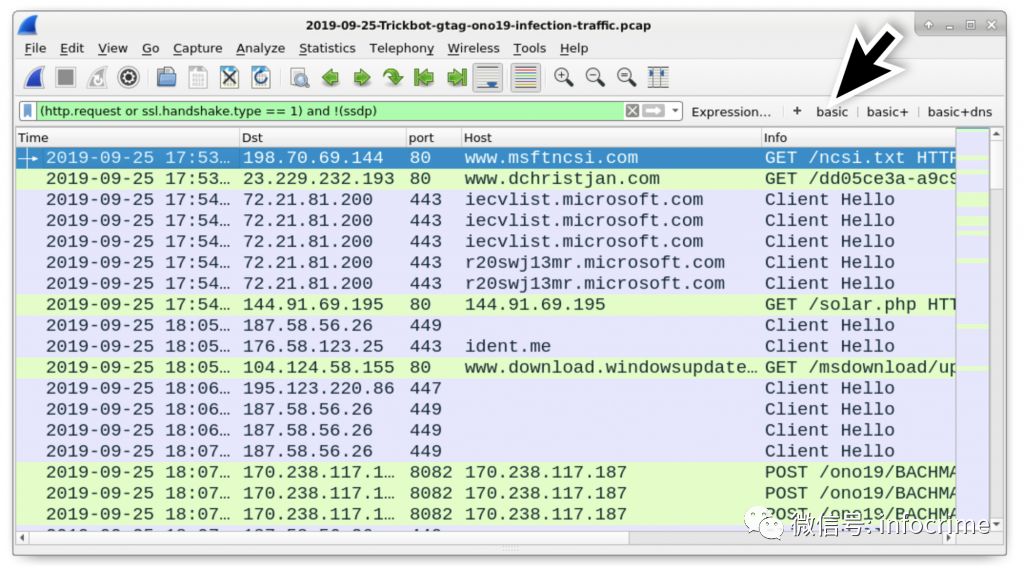 2019-09-25-Trickbot-gtag-ono19-infection-traffic.pcap
File Edit View Go Capture Analyze Statistics Telephony Wireless Tools Help
(http.request or ssl.handshake.type == 1) and !(ssdp) Expression... + basic basic+ basic+dns
Time Dst port Host Info
2019-09-25 17:53… 198.70.69.144 80 www.msftncsi.com GET /ncsi.txt HTTP
2019-09-25 17:53… 23.229.232.193 80 www.dchristjan.com GET /dd05ce3a-a9c9
2019-09-25 17:54… 72.21.81.200 443 iecvlist.microsoft.com Client Hello
2019-09-25 17:54… 72.21.81.200 443 iecvlist.microsoft.com Client Hello
2019-09-25 17:54… 72.21.81.200 443 iecvlist.microsoft.com Client Hello
2019-09-25 17:54… 72.21.81.200 443 r20swj13mr.microsoft.com Client Hello
2019-09-25 17:54… 72.21.81.200 443 r20swj13mr.microsoft.com Client Hello
2019-09-25 17:54… 144.91.69.195 80 144.91.69.195 GET /solar.php HTT
2019-09-25 18:05… 187.58.56.26 449 Client Hello
2019-09-25 18:05… 176.58.123.25 443 ident.me Client Hello
2019-09-25 18:06… 104.124.58.155 80 www.download.windowsupdate… GET /msdownload/up
2019-09-25 18:06… 195.123.220.86 447 Client Hello
2019-09-25 18:06… 187.58.56.26 449 Client Hello
2019-09-25 18:06… 187.58.56.26 449 Client Hello
2019-09-25 18:07… 187.58.56.26 449 Client Hello
2019-09-25 18:07… 170.238.117.1… 8082 170.238.117.187 POST /ono19/BACHMA
2019-09-25 18:07… 170.238.117.1… 8082 170.238.117.187 POST /ono19/BACHMA
2019-09-25 18:07… 170.238.117.1… 8082 170.238.117.187 POST /ono19/BACHMA
微信号: infocrime